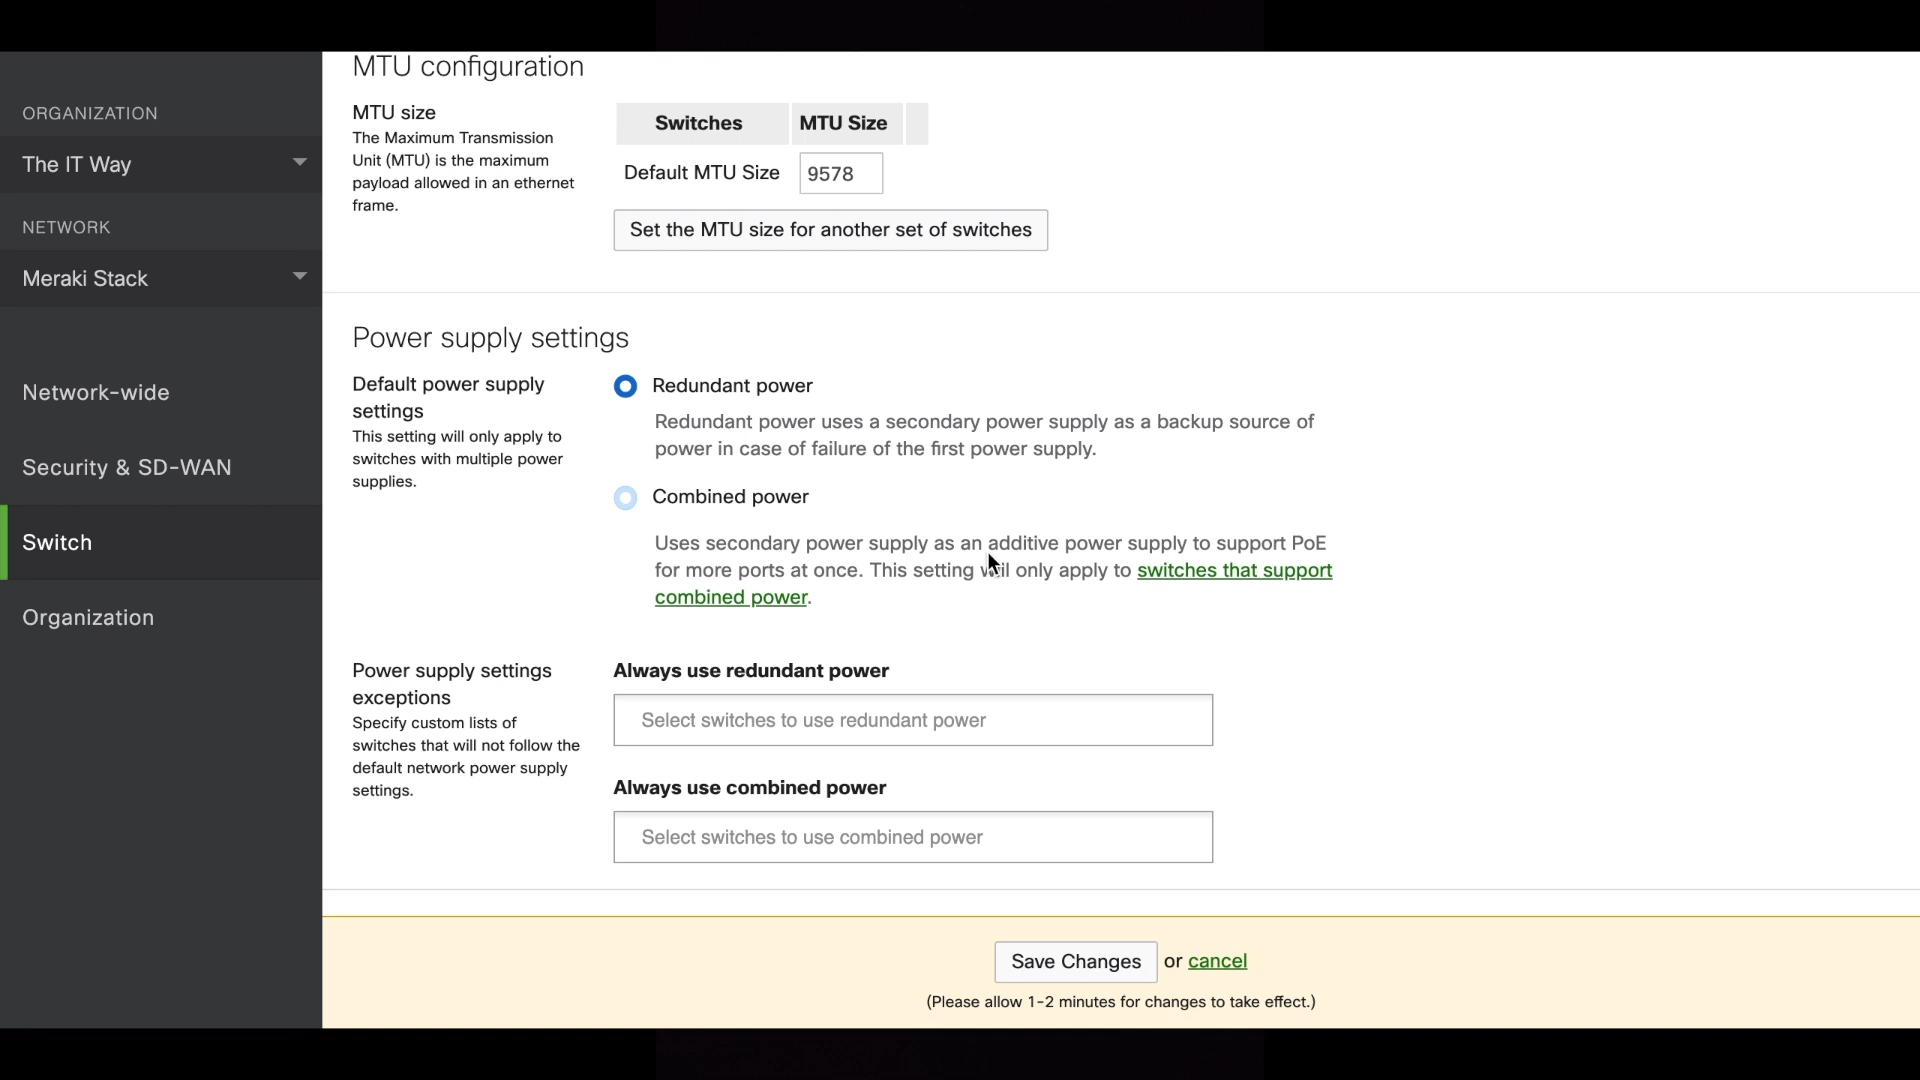 MTU configuration
ORGANIZATION
The IT Way
NETWORK
Meraki Stack
Network-wide
Security & SD-WAN
Switch
Organization
MTU size
The Maximum Transmission
Unit (MTU) is the maximum
payload allowed in an ethernet
frame.
Switches MTU Size
Default MTU Size 9578
Set the MTU size for another set of switches
Power supply settings
Default power supply
settings
This setting will only apply to
switches with multiple power
supplies.
Redundant power
Redundant power uses a secondary power supply as a backup source of
power in case of failure of the first power supply.
Combined power
Uses secondary power supply as an additive power supply to support PoE
for more ports at once. This setting will only apply to switches that support
combined power.
Power supply settings
exceptions
Specify custom lists of
switches that will not follow the
default network power supply
settings.
Always use redundant power
Select switches to use redundant power
Always use combined power
Select switches to use combined power
Save Changes or cancel
(Please allow 1-2 minutes for changes to take effect.)